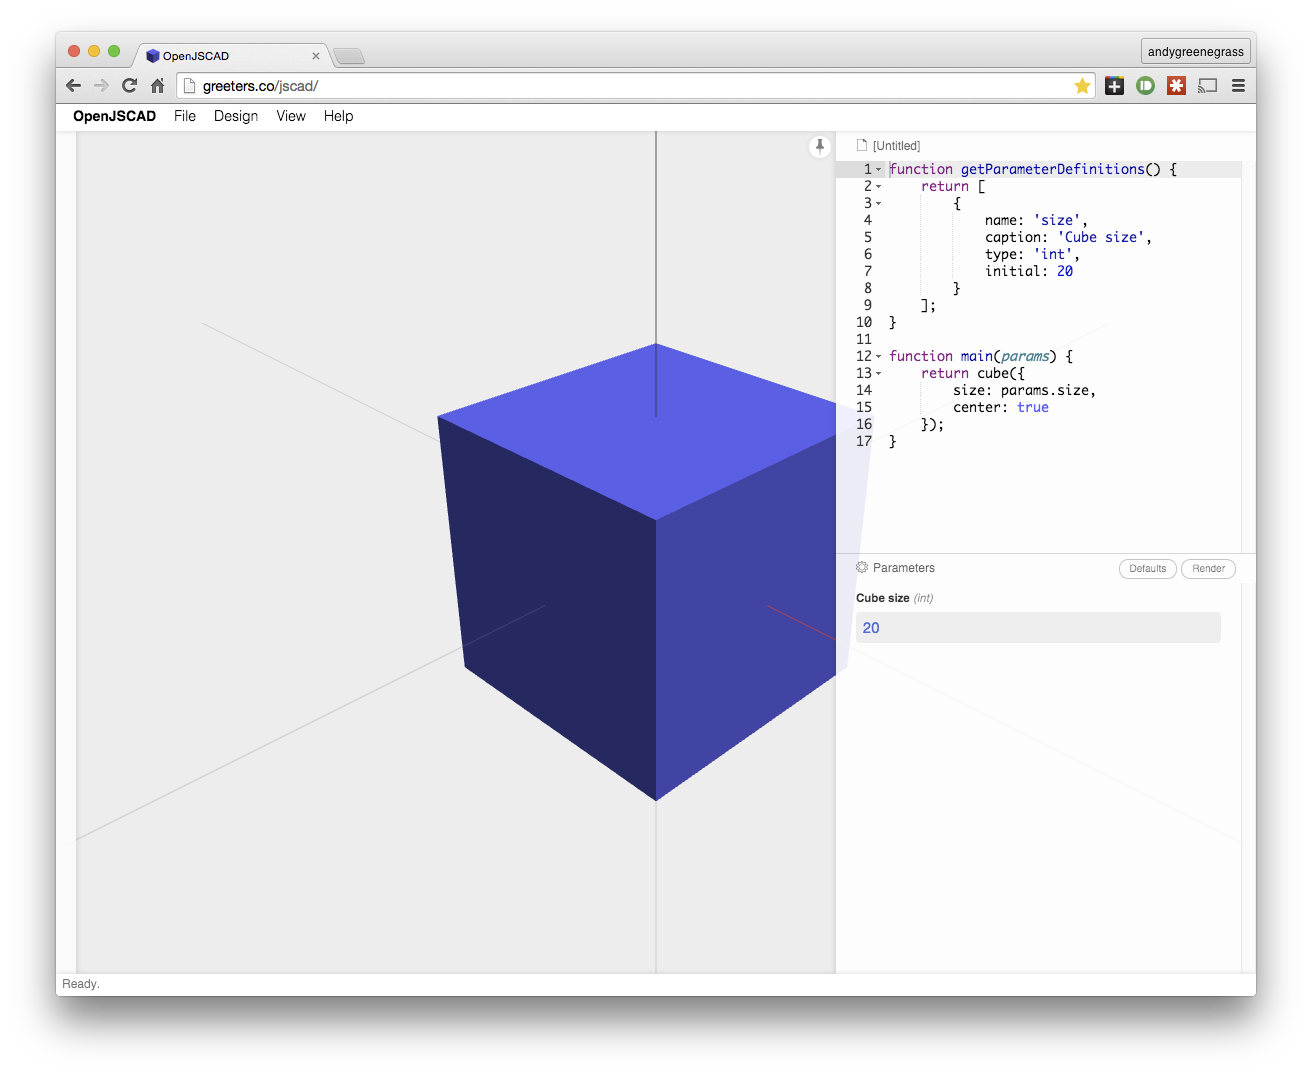 OpenJSCAD
andygreenegrass
greeters.co/jscad/
OpenJSCAD File Design View Help
[Untitled]
1 function getParameterDefinitions() {
2 return [
3 {
4 name: 'size',
5 caption: 'Cube size',
6 type: 'int',
7 initial: 20
8 }
9 ];
10 }
11
12 function main(params) {
13 return cube({
14 size: params.size,
15 center: true
16 });
17 }
Parameters Defaults Render
Cube size (int)
20
Ready.